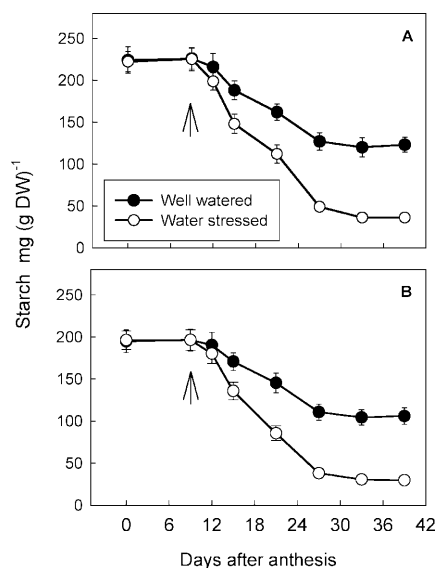 A
250
200
150
100
50
0
Well watered
Water stressed
Starch mg (g DW)-1
B
200
150
100
50
0
0 6 12 18 24 30 36 42
Days after anthesis